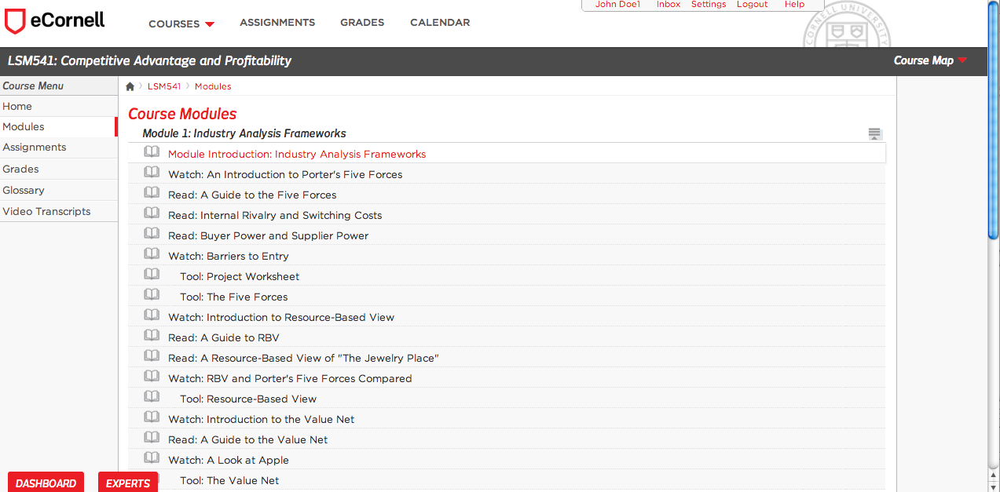 John Doe1 Inbox Settings Logout Help
eCornell
COURSES ASSIGNMENTS GRADES CALENDAR
CORNELL UNIVERSITY
LSM541: Competitive Advantage and Profitability
Course Map
Course Menu
Home
Modules
Assignments
Grades
Glossary
Video Transcripts
LSM541 Modules
Course Modules
Module 1: Industry Analysis Frameworks
Module Introduction: Industry Analysis Frameworks
Watch: An Introduction to Porter's Five Forces
Read: A Guide to the Five Forces
Read: Internal Rivalry and Switching Costs
Read: Buyer Power and Supplier Power
Watch: Barriers to Entry
Tool: Project Worksheet
Tool: The Five Forces
Watch: Introduction to Resource-Based View
Read: A Guide to RBV
Read: A Resource-Based View of "The Jewelry Place"
Watch: RBV and Porter's Five Forces Compared
Tool: Resource-Based View
Watch: Introduction to the Value Net
Read: A Guide to the Value Net
Watch: A Look at Apple
Tool: The Value Net
DASHBOARD EXPERTS